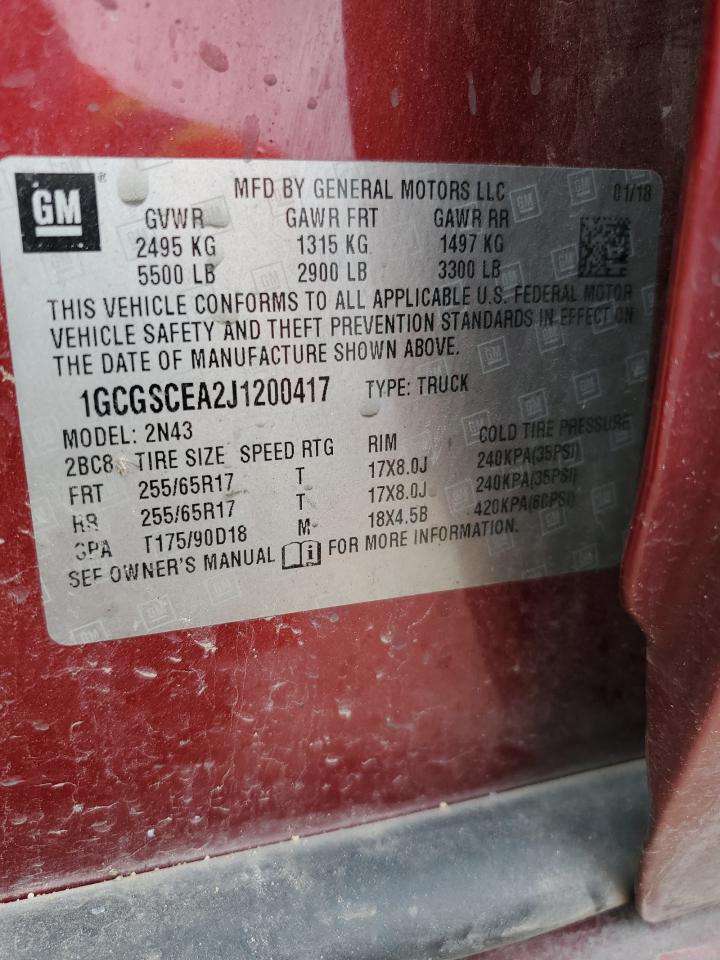 GM ® MFD BY GENERAL MOTORS LLC 01/18
GVWR GAWR FRT GAWR RR
2495 KG 1315 KG 1497 KG
5500 LB 2900 LB 3300 LB
THIS VEHICLE CONFORMS TO ALL APPLICABLE U.S. FEDERAL MOTOR
VEHICLE SAFETY AND THEFT PREVENTION STANDARDS IN EFFECT ON
THE DATE OF MANUFACTURE SHOWN ABOVE.
1GCGSCEA2J1200417 TYPE: TRUCK
MODEL: 2N43
2BC8 TIRE SIZE SPEED RTG RIM COLD TIRE PRESSURE
FRT 255/65R17 T 17X8.0J 240KPA(35PSI)
RR 255/65R17 T 17X8.0J 240KPA(35PSI)
SPA T175/90D18 M 18X4.5B 420KPA(60PSI)
SEE OWNER'S MANUAL FOR MORE INFORMATION.